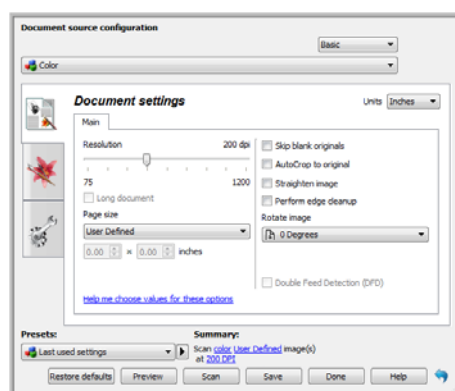 Document source configuration
Basic
Color
Document settings
Units Inches
Main
Resolution 200 dpi
75 1200
Long document
Page size
User Defined
0.00 x 0.00 inches
Help me choose values for these options
Skip blank originals
AutoCrop to original
Straighten image
Perform edge cleanup
Rotate image
0 Degrees
Double Feed Detection (DFD)
Presets:
Last used settings
Summary:
Scan color User Defined image(s)
at 200 DPI
Restore defaults Preview Scan Save Done Help